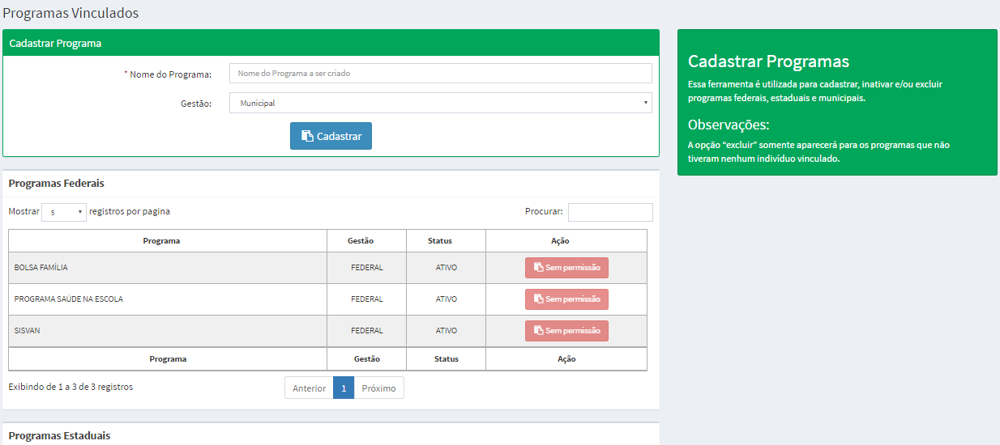 Programas Vinculados
Cadastrar Programa
* Nome do Programa: Nome do Programa a ser criado
Gestão: Municipal
Cadastrar
Programas Federais
Mostrar 5 registros por pagina Procurar:
Programa Gestão Status Ação
BOLSA FAMÍLIA FEDERAL ATIVO Sem permissão
PROGRAMA SAÚDE NA ESCOLA FEDERAL ATIVO Sem permissão
SISVAN FEDERAL ATIVO Sem permissão
Programa Gestão Status Ação
Exibindo de 1 a 3 de 3 registros Anterior 1 Próximo
Programas Estaduais
Cadastrar Programas
Essa ferramenta é utilizada para cadastrar, inativar e/ou excluir
programas federais, estaduais e municipais.
Observações:
A opção “excluir” somente aparecerá para os programas que não
tiveram nenhum indivíduo vinculado.